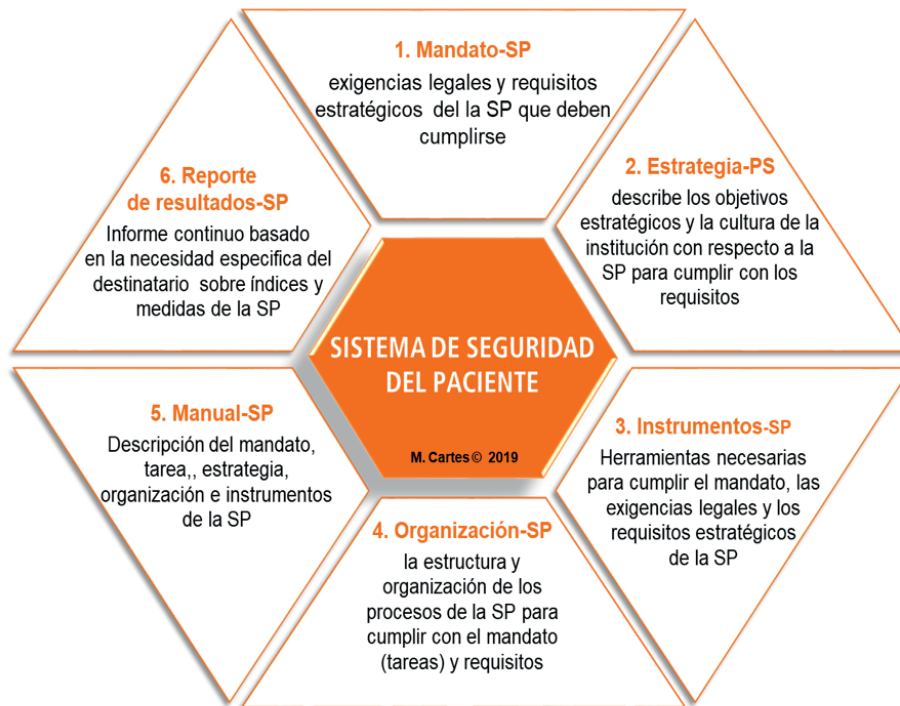 1. Mandato-SP
exigencias legales y requisitos
estratégicos del la SP que deben
cumplirse
2. Estrategia-PS
describe los objetivos
estratégicos y la cultura de la
institución con respecto a la
SP para cumplir con los
requisitos
3. Instrumentos-SP
Herramientas necesarias
para cumplir el mandato, las
exigencias legales y los
requisitos estratégicos
de la SP
4. Organización-SP
la estructura y
organización de los
procesos de la SP para
cumplir con el mandato
(tareas) y requisitos
5. Manual-SP
Descripción del mandato,
tarea,, estrategia,
organización e instrumentos
de la SP
6. Reporte
de resultados-SP
Informe continuo basado
en la necesidad especifica del
destinatario sobre índices y
medidas de la SP
SISTEMA DE SEGURIDAD
DEL PACIENTE
M. Cartes © 2019